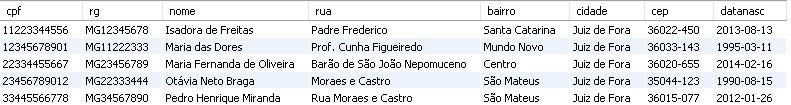 cpf rg nome rua bairro cidade cep datanasc
11223344556 MG12345678 Isadora de Freitas Padre Frederico Santa Catarina Juiz de Fora 36022-450 2013-08-13
12345678901 MG11222333 Maria das Dores Prof. Cunha Figueiredo Mundo Novo Juiz de Fora 36033-143 1995-03-11
22334455667 MG23456789 Maria Fernanda de Oliveira Barão de São João Nepomuceno Centro Juiz de Fora 36020-655 2014-02-16
23456789012 MG22333444 Otávia Neto Braga Moraes e Castro São Mateus Juiz de Fora 35044-123 1990-08-15
33445566778 MG34567890 Pedro Henrique Miranda Rua Moraes e Castro São Mateus Juiz de Fora 36015-077 2012-01-26